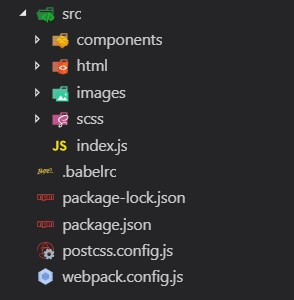 src
components
html
images
scss
JS index.js
.babelrc
package-lock.json
package.json
postcss.config.js
webpack.config.js